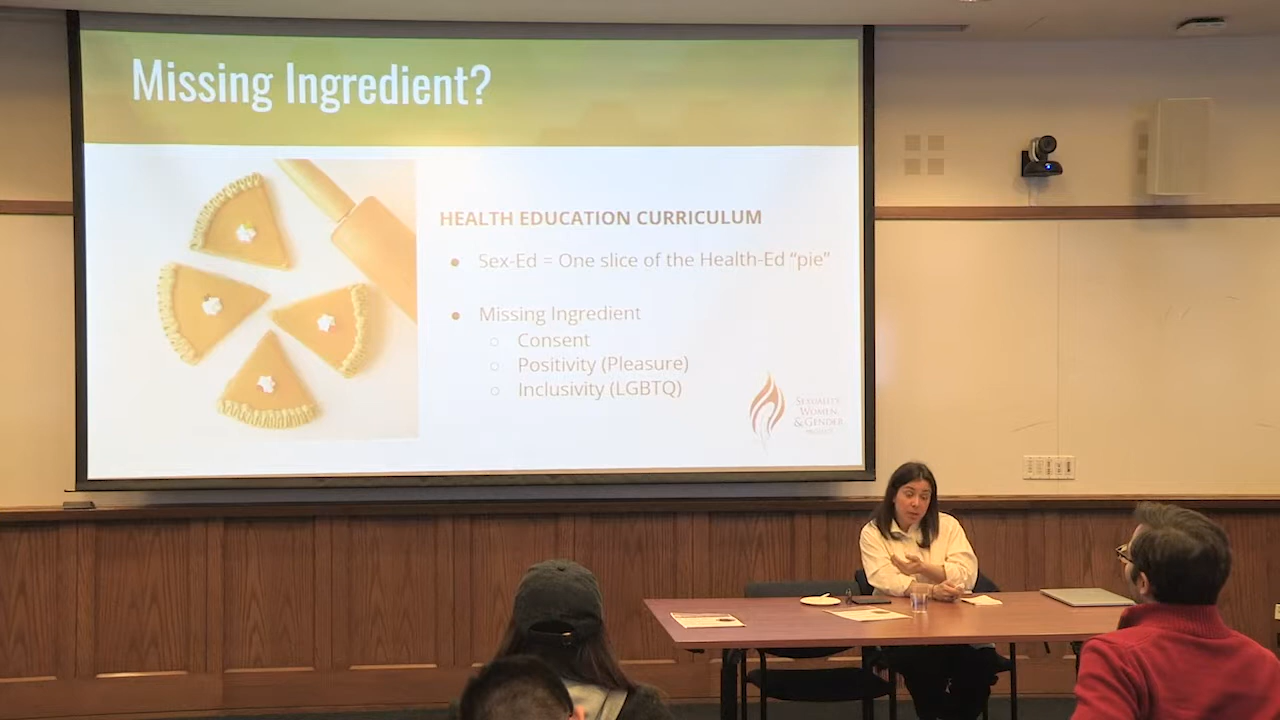 Missing Ingredient?
HEALTH EDUCATION CURRICULUM
● Sex-Ed = One slice of the Health-Ed “pie”
● Missing Ingredient
○ Consent
○ Positivity (Pleasure)
○ Inclusivity (LGBTQ)
SEXUALITY,
WOMEN,
& GENDER
PROJECT